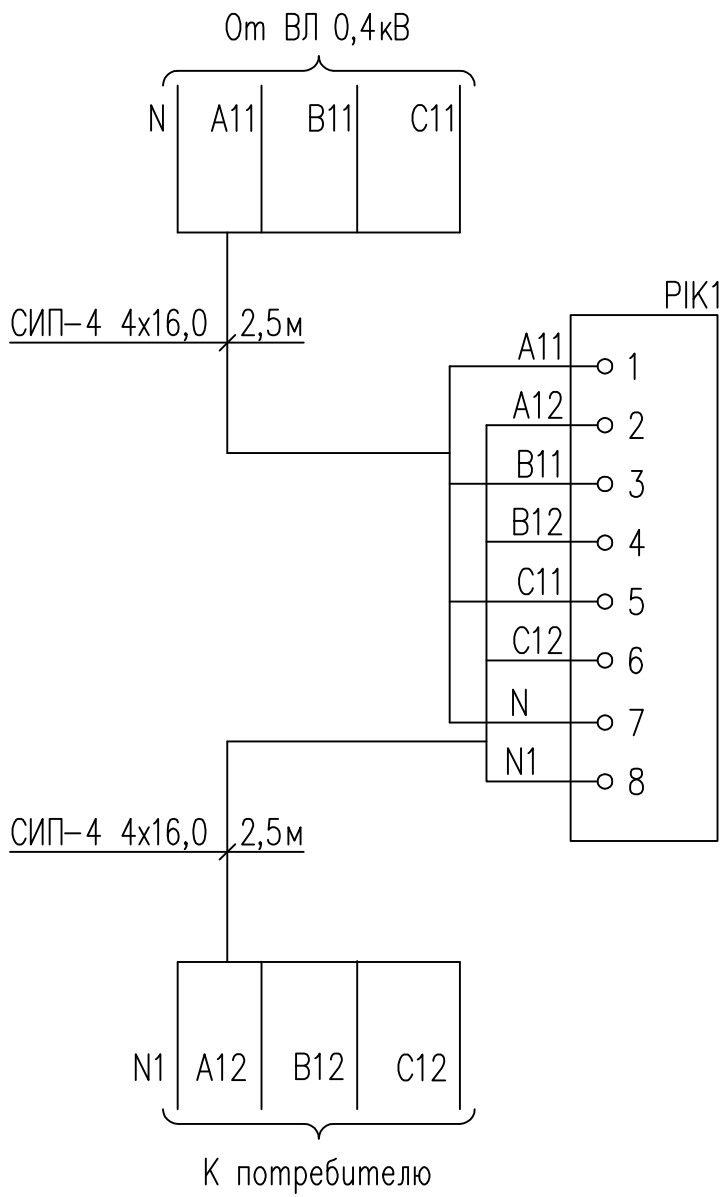 От ВЛ 0,4кВ
N A11 B11 C11
PIK1
СИП-4 4х16,0 2,5м
A11 1
A12 2
B11 3
B12 4
C11 5
C12 6
N 7
N1 8
СИП-4 4х16,0 2,5м
N1 A12 B12 C12
К потребителю